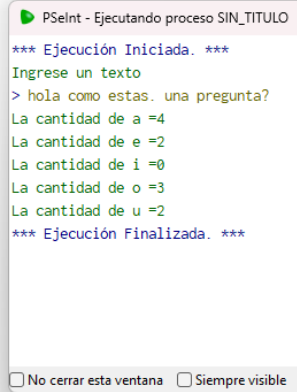 PSeInt - Ejecutando proceso SIN_TITULO
*** Ejecución Iniciada. ***
Ingrese un texto
> hola como estas. una pregunta?
La cantidad de a =4
La cantidad de e =2
La cantidad de i =0
La cantidad de o =3
La cantidad de u =2
*** Ejecución Finalizada. ***
No cerrar esta ventana Siempre visible